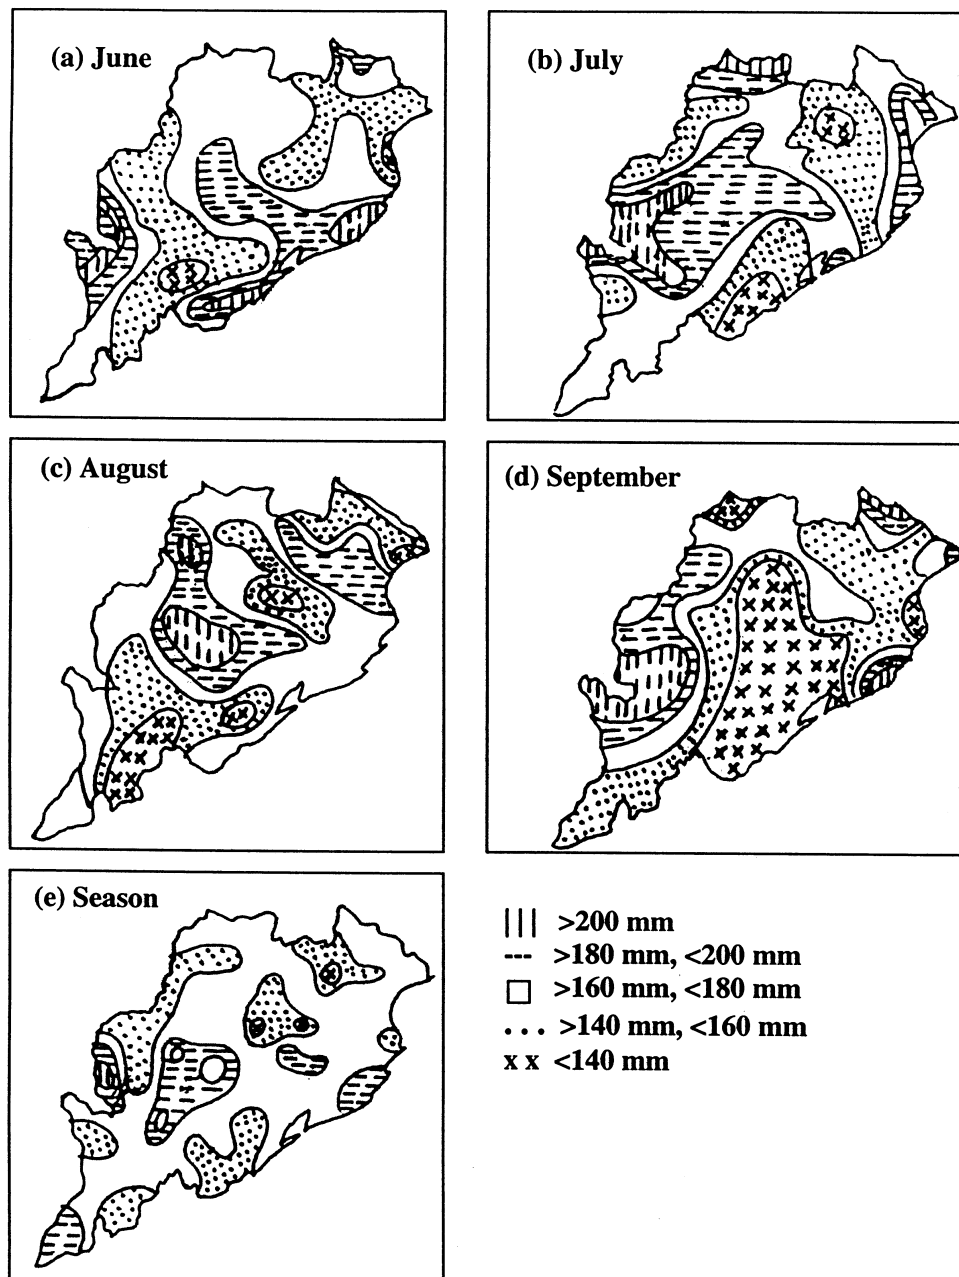 (a) June
(b) July
(c) August
(d) September
(e) Season
||| >200 mm
--- >180 mm, <200 mm
□ >160 mm, <180 mm
... >140 mm, <160 mm
x x <140 mm